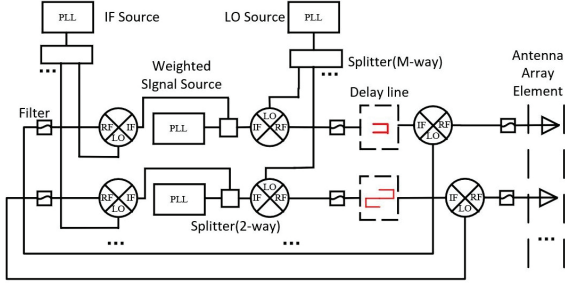 PLL
IF Source
LO Source
PLL
Splitter(M-way)
...
...
Weighted
SIgnal Source
Antenna
Array
Element
Delay line
Filter
RF IF LO
PLL
LO IF RF
IF RF LO
RF IF LO
PLL
LO IF RF
IF RF LO
Splitter(2-way)
...
...
...